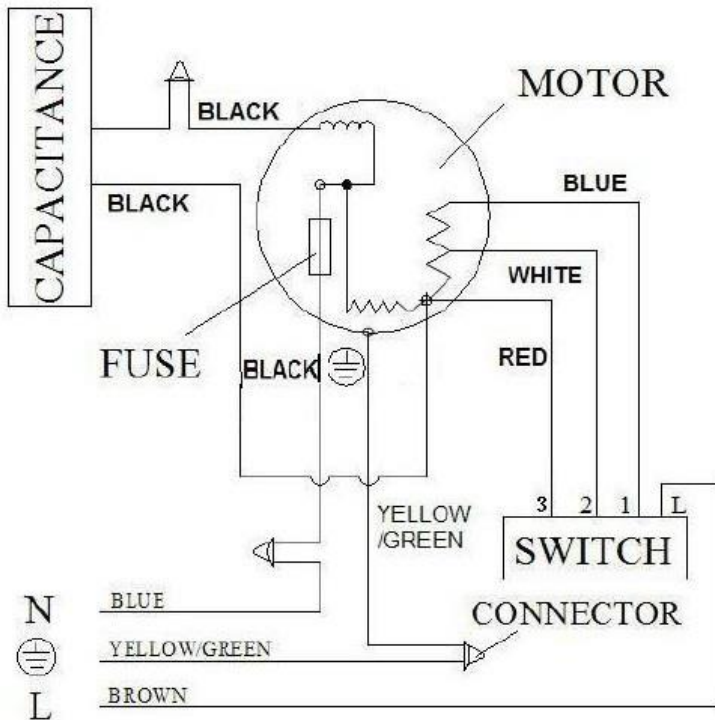 CAPACITANCE
BLACK
MOTOR
BLACK
BLUE
WHITE
FUSE
BLACK
RED
YELLOW
/GREEN
3 2 1 L
SWITCH
CONNECTOR
N BLUE
YELLOW/GREEN
L BROWN